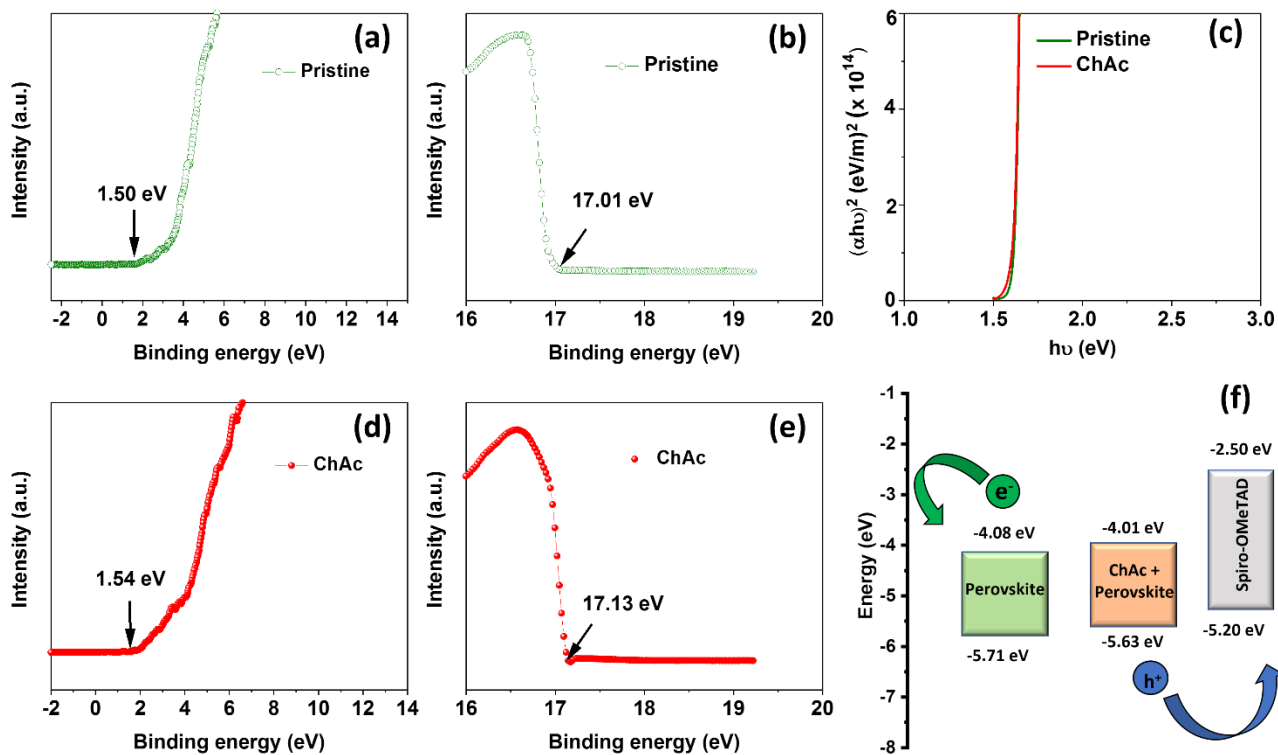 (a)
Pristine
1.50 eV
Intensity (a.u.)
-2 0 2 4 6 8 10 12 14
Binding energy (eV)
(b)
Pristine
17.01 eV
Intensity (a.u.)
16 17 18 19 20
Binding energy (eV)
(c)
Pristine
ChAc
(αhυ)² (eV/m)² (x 10¹⁴)
6
4
2
0
1.0 1.5 2.0 2.5 3.0
hυ (eV)
(d)
ChAc
1.54 eV
Intensity (a.u.)
-2 0 2 4 6 8 10 12 14
Binding energy (eV)
(e)
ChAc
17.13 eV
Intensity (a.u.)
16 17 18 19 20
Binding energy (eV)
(f)
Energy (eV)
-1
-2
-3
-4
-5
-6
-7
-8
e⁻
-4.08 eV
Perovskite
-5.71 eV
-4.01 eV
ChAc +
Perovskite
-5.63 eV
-2.50 eV
Spiro-OMeTAD
-5.20 eV
h⁺